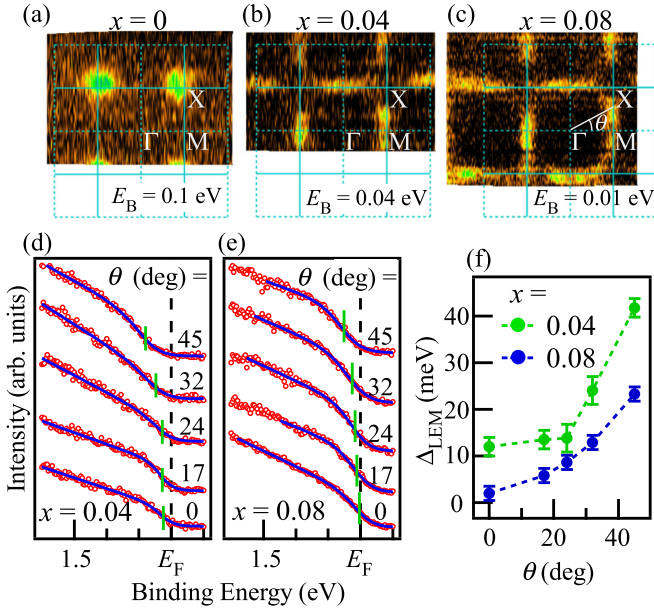 (a) x = 0
(b) x = 0.04
(c) x = 0.08
X
Γ M
E_B = 0.1 eV
X
Γ M
E_B = 0.04 eV
X
θ
Γ M
E_B = 0.01 eV
(d)
θ (deg) =
45
32
24
17
0
x = 0.04
1.5 E_F
(e)
45
32
24
17
0
x = 0.08
1.5 E_F
Intensity (arb. units)
Binding Energy (eV)
(f)
x =
0.04
0.08
Δ_LEM (meV)
40
30
20
10
0
0 20 40
θ (deg)